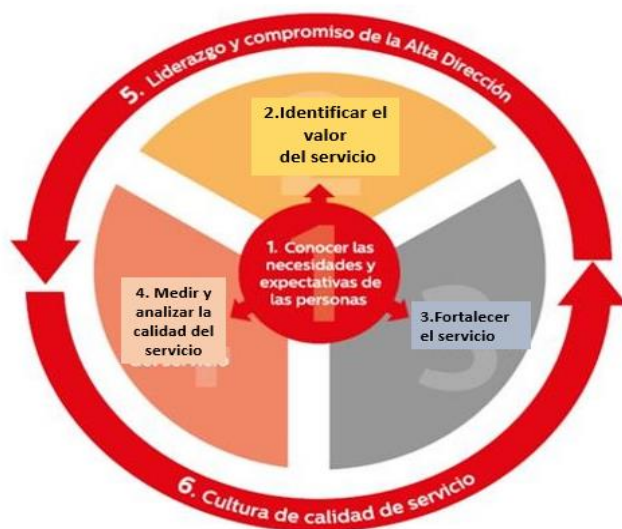 5. Liderazgo y compromiso de la Alta Dirección
2.Identificar el
valor
del servicio
1. Conocer las
necesidades y
expectativas de
las personas
4. Medir y
analizar la
calidad del
servicio
3.Fortalecer
el servicio
6. Cultura de calidad de servicio